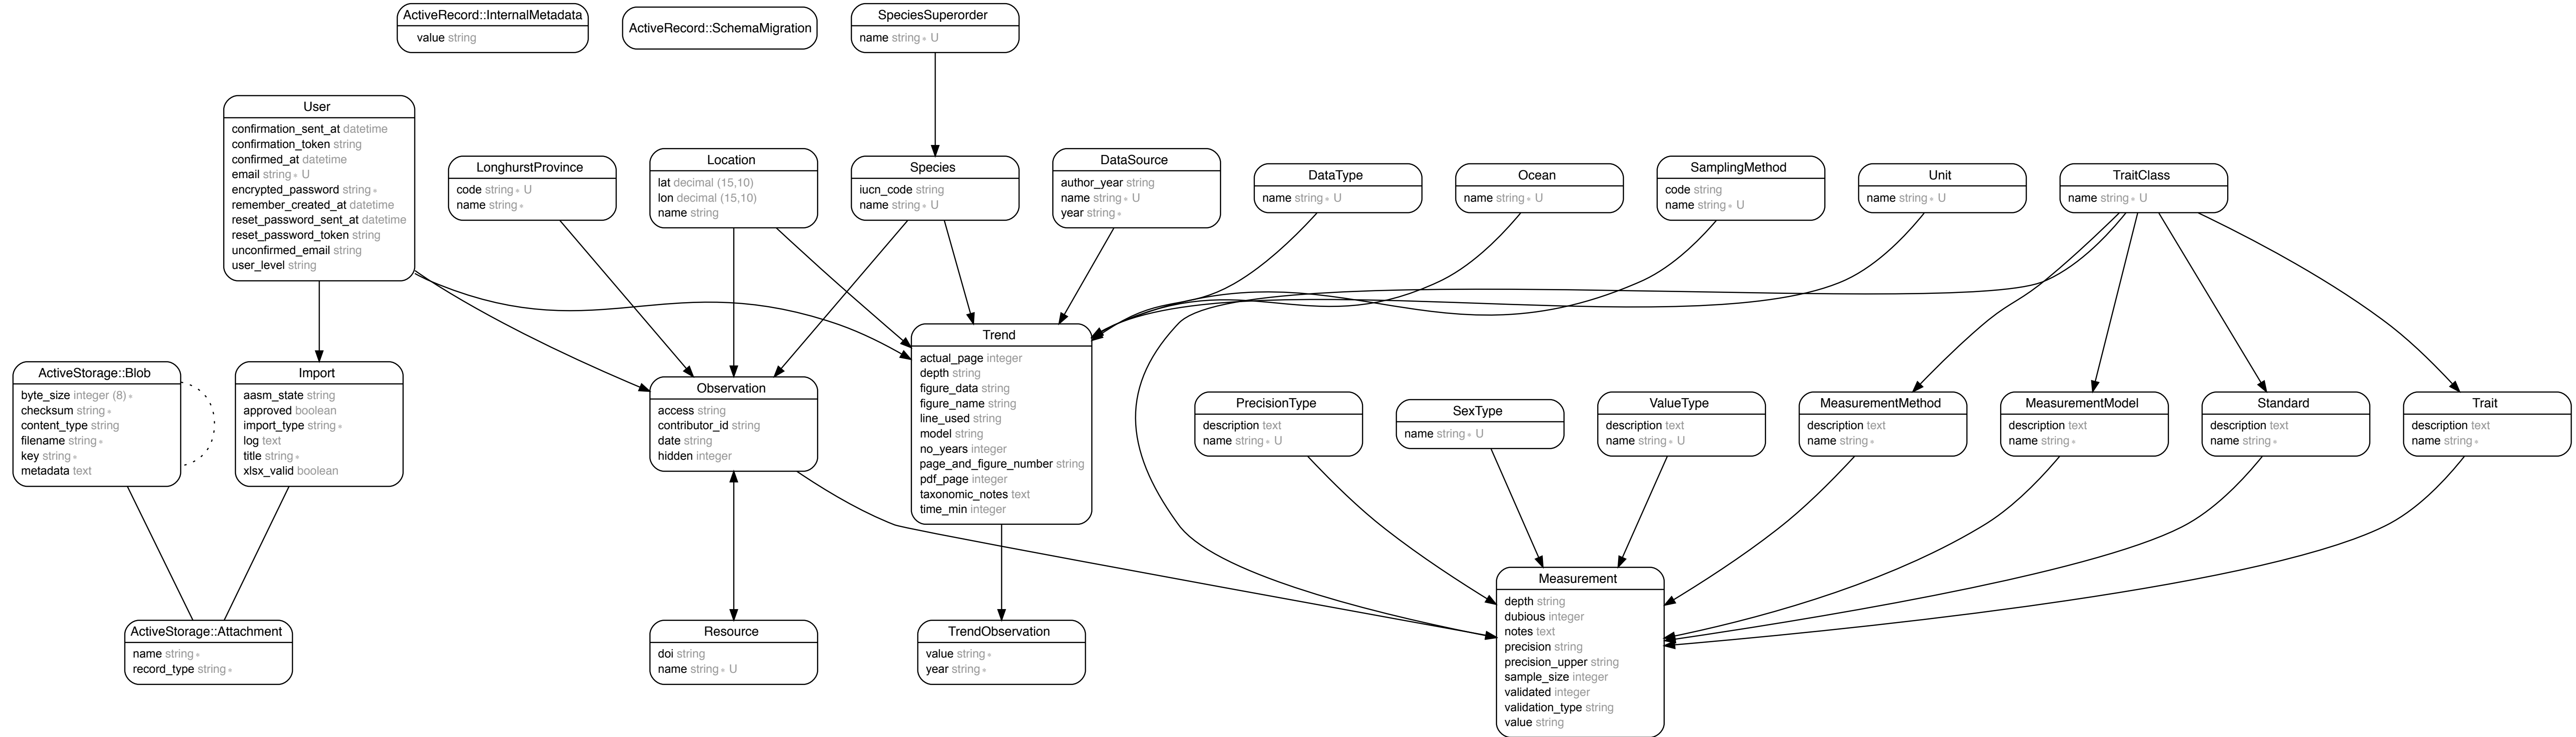 ActiveRecord::InternalMetadata
value string
ActiveRecord::SchemaMigration
SpeciesSuperorder
name string * U
User
confirmation_sent_at datetime
confirmation_token string
confirmed_at datetime
email string * U
encrypted_password string *
remember_created_at datetime
reset_password_sent_at datetime
reset_password_token string
unconfirmed_email string
user_level string
LonghurstProvince
code string * U
name string *
Location
lat decimal (15,10)
lon decimal (15,10)
name string
Species
iucn_code string
name string * U
DataSource
author_year string
name string * U
year string *
DataType
name string * U
Ocean
name string * U
SamplingMethod
code string
name string * U
Unit
name string * U
TraitClass
name string * U
ActiveStorage::Blob
byte_size integer (8) *
checksum string *
content_type string
filename string *
key string *
metadata text
Import
aasm_state string
approved boolean
import_type string *
log text
title string *
xlsx_valid boolean
Observation
access string
contributor_id string
date string
hidden integer
Trend
actual_page integer
depth string
figure_data string
figure_name string
line_used string
model string
no_years integer
page_and_figure_number string
pdf_page integer
taxonomic_notes text
time_min integer
PrecisionType
description text
name string * U
SexType
name string * U
ValueType
description text
name string * U
MeasurementMethod
description text
name string *
MeasurementModel
description text
name string *
Standard
description text
name string *
Trait
description text
name string *
ActiveStorage::Attachment
name string *
record_type string *
Resource
doi string
name string * U
TrendObservation
value string *
year string *
Measurement
depth string
dubious integer
notes text
precision string
precision_upper string
sample_size integer
validated integer
validation_type string
value string